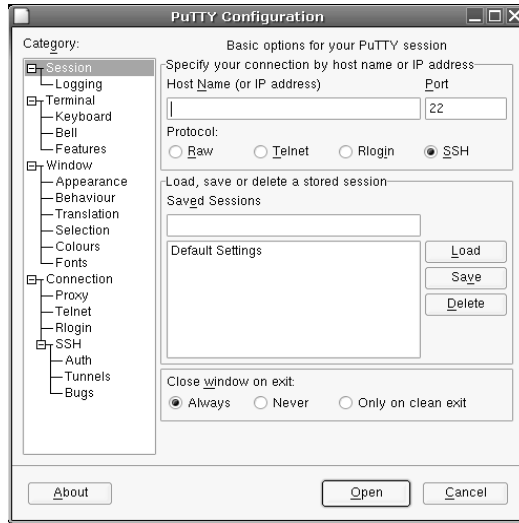 PuTTY Configuration
Category:
Session
Logging
Terminal
Keyboard
Bell
Features
Window
Appearance
Behaviour
Translation
Selection
Colours
Fonts
Connection
Proxy
Telnet
Rlogin
SSH
Auth
Tunnels
Bugs
Basic options for your PuTTY session
Specify your connection by host name or IP address
Host Name (or IP address) Port
22
Protocol:
Raw Telnet Rlogin SSH
Load, save or delete a stored session
Saved Sessions
Default Settings
Load
Save
Delete
Close window on exit:
Always Never Only on clean exit
About Open Cancel